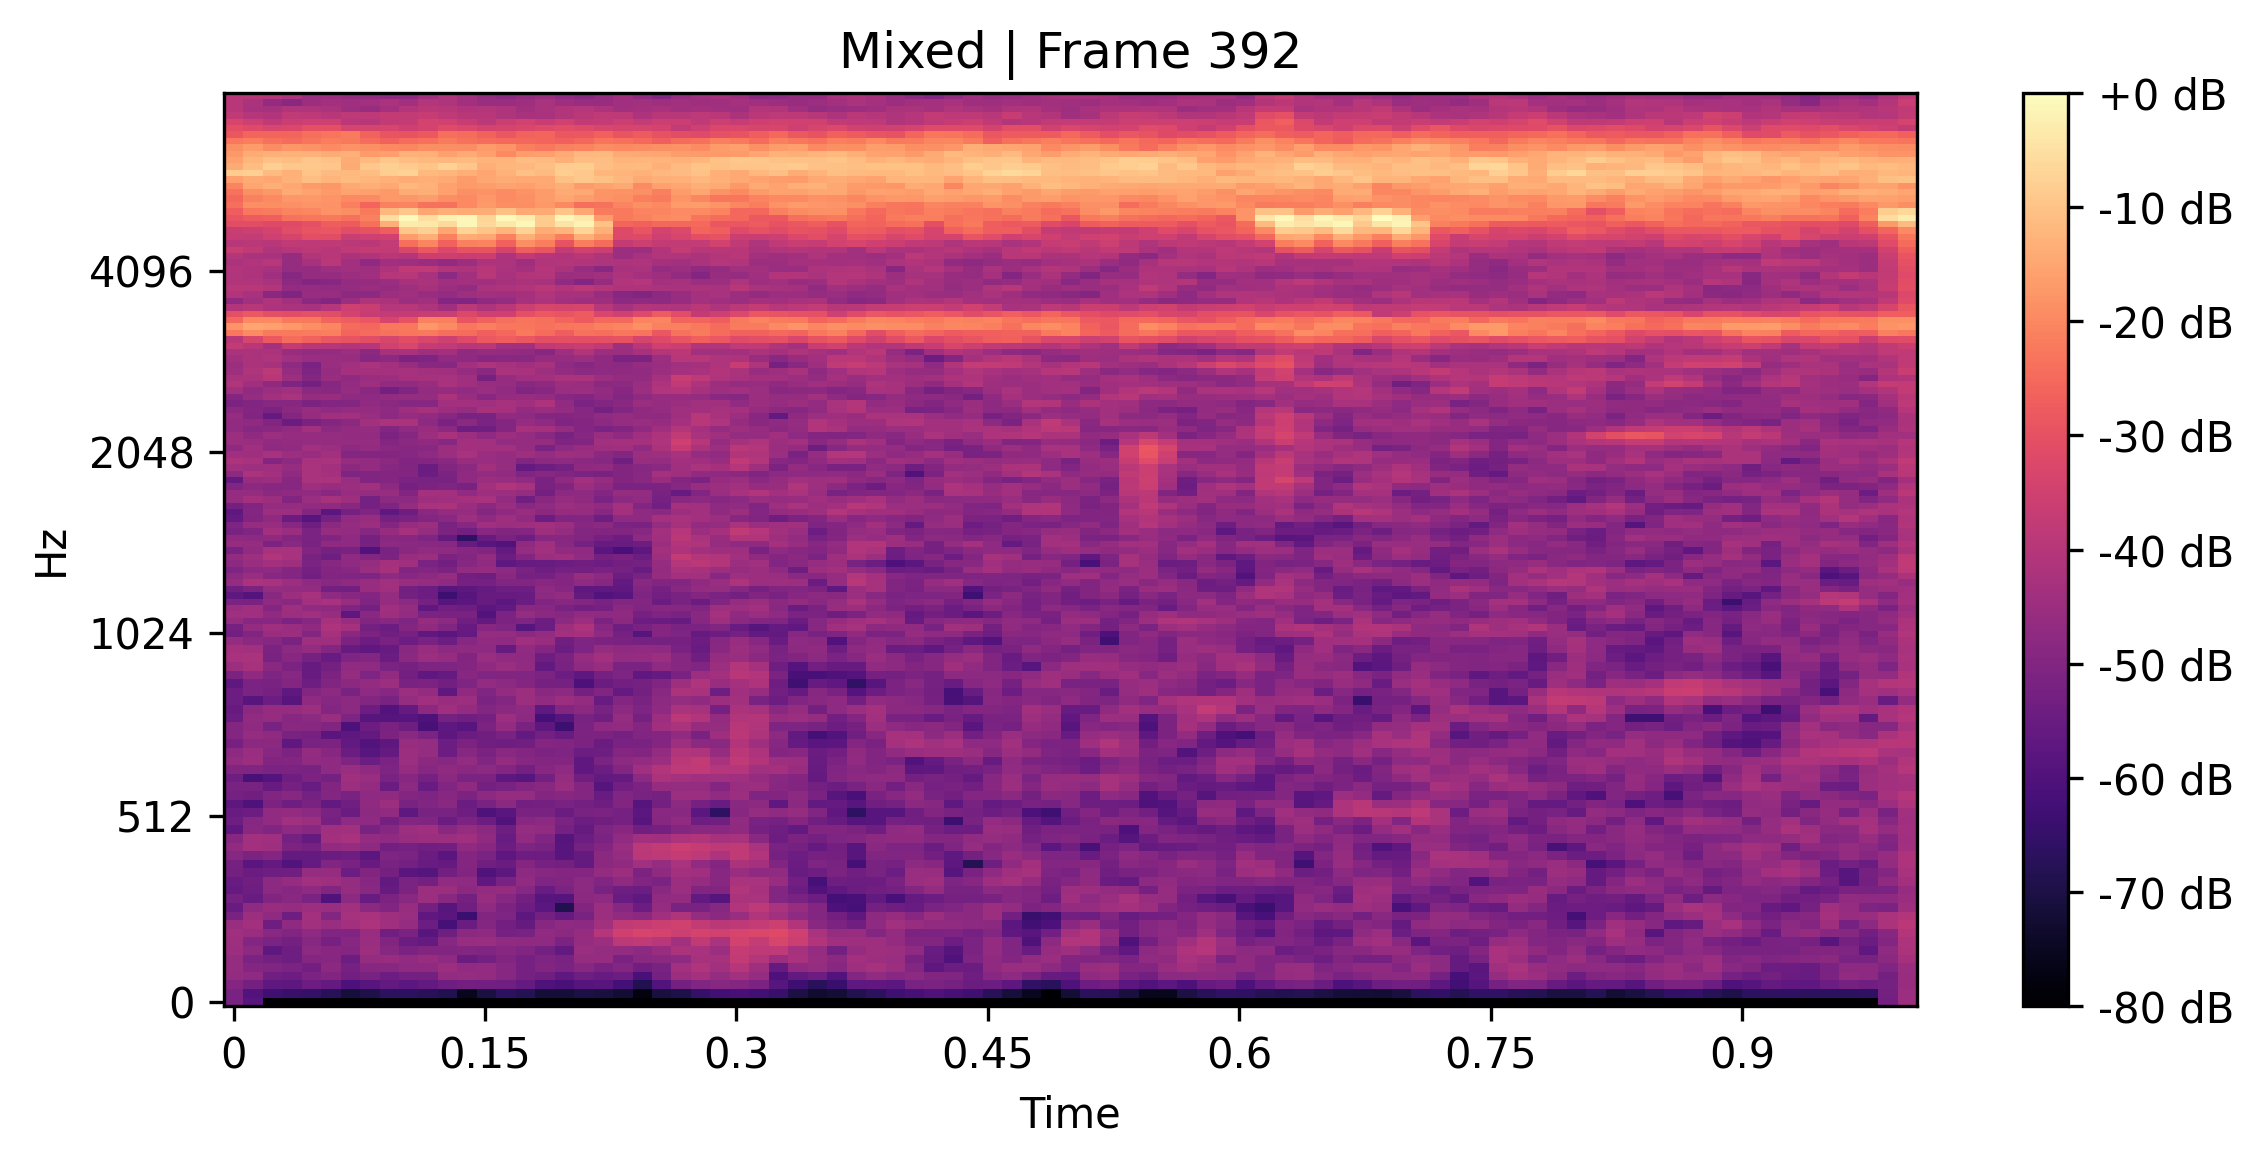 Mixed | Frame 392
Hz
4096
2048
1024
512
0
0 0.15 0.3 0.45 0.6 0.75 0.9
Time
+0 dB
-10 dB
-20 dB
-30 dB
-40 dB
-50 dB
-60 dB
-70 dB
-80 dB